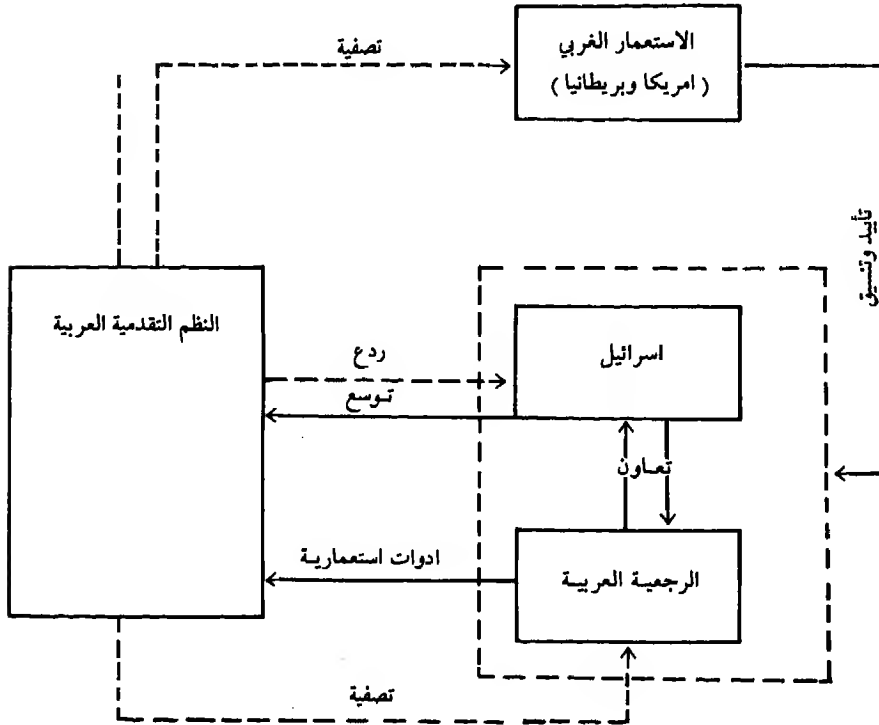 تصفية
الاستعمار الغربي
( امريكا وبريطانيا )
تأييد وتنسيق
النظم التقدمية العربية
ردع
توسع
اسرائيل
تعاون
ادوات استعمارية
الرجعية العربية
تصفية